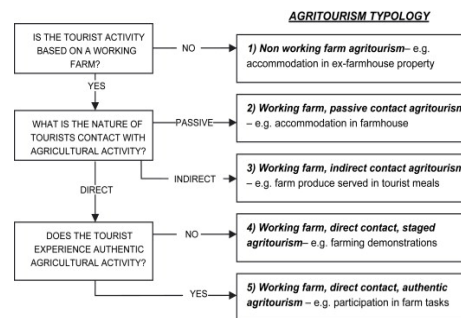 AGRITOURISM TYPOLOGY
IS THE TOURIST ACTIVITY
BASED ON A WORKING
FARM?
NO
1) Non working farm agritourism– e.g.
accommodation in ex-farmhouse property
YES
WHAT IS THE NATURE OF
TOURISTS CONTACT WITH
AGRICULTURAL ACTIVITY?
PASSIVE
2) Working farm, passive contact agritourism
– e.g. accommodation in farmhouse
INDIRECT
3) Working farm, indirect contact agritourism
– e.g. farm produce served in tourist meals
DIRECT
DOES THE TOURIST
EXPERIENCE AUTHENTIC
AGRICULTURAL ACTIVITY?
NO
4) Working farm, direct contact, staged
agritourism – e.g. farming demonstrations
YES
5) Working farm, direct contact, authentic
agritourism – e.g. participation in farm tasks